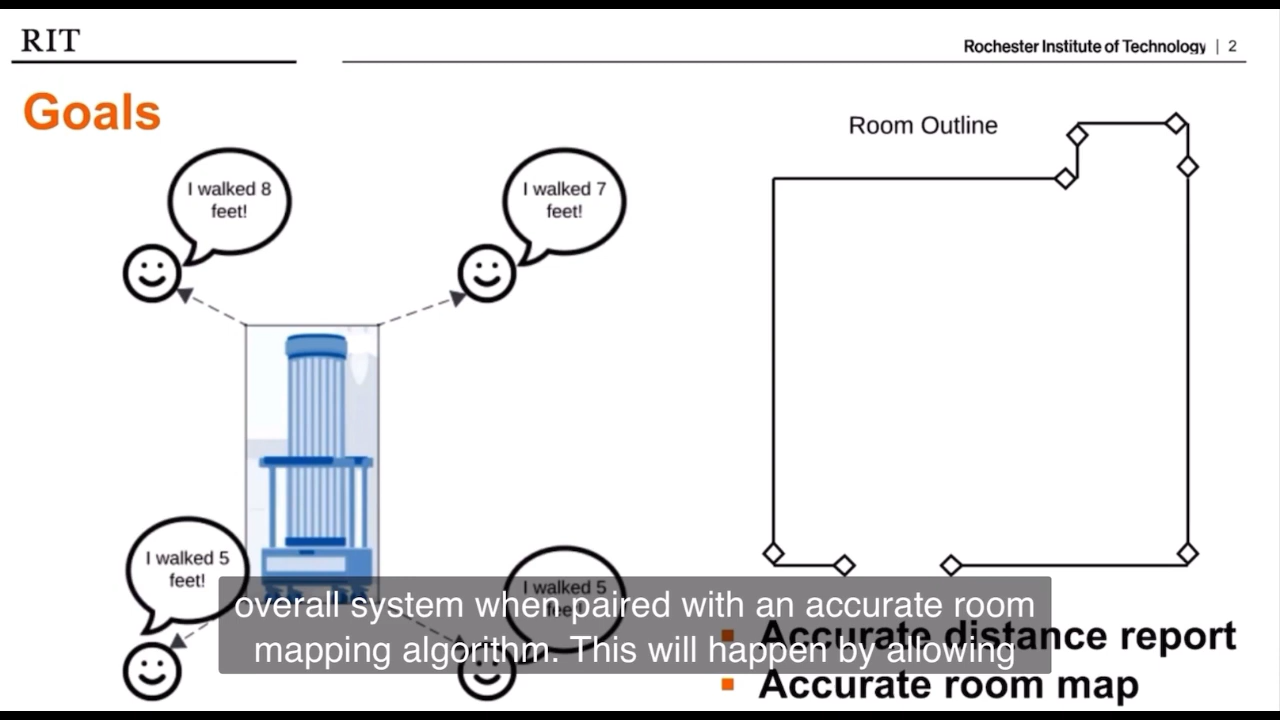 RIT
Rochester Institute of Technology | 2
Goals
Room Outline
I walked 8
feet!
I walked 7
feet!
I walked 5
feet!
I walked 5
overall system when paired with an accurate room
mapping algorithm. This will happen by allowing
Accurate distance report
Accurate room map